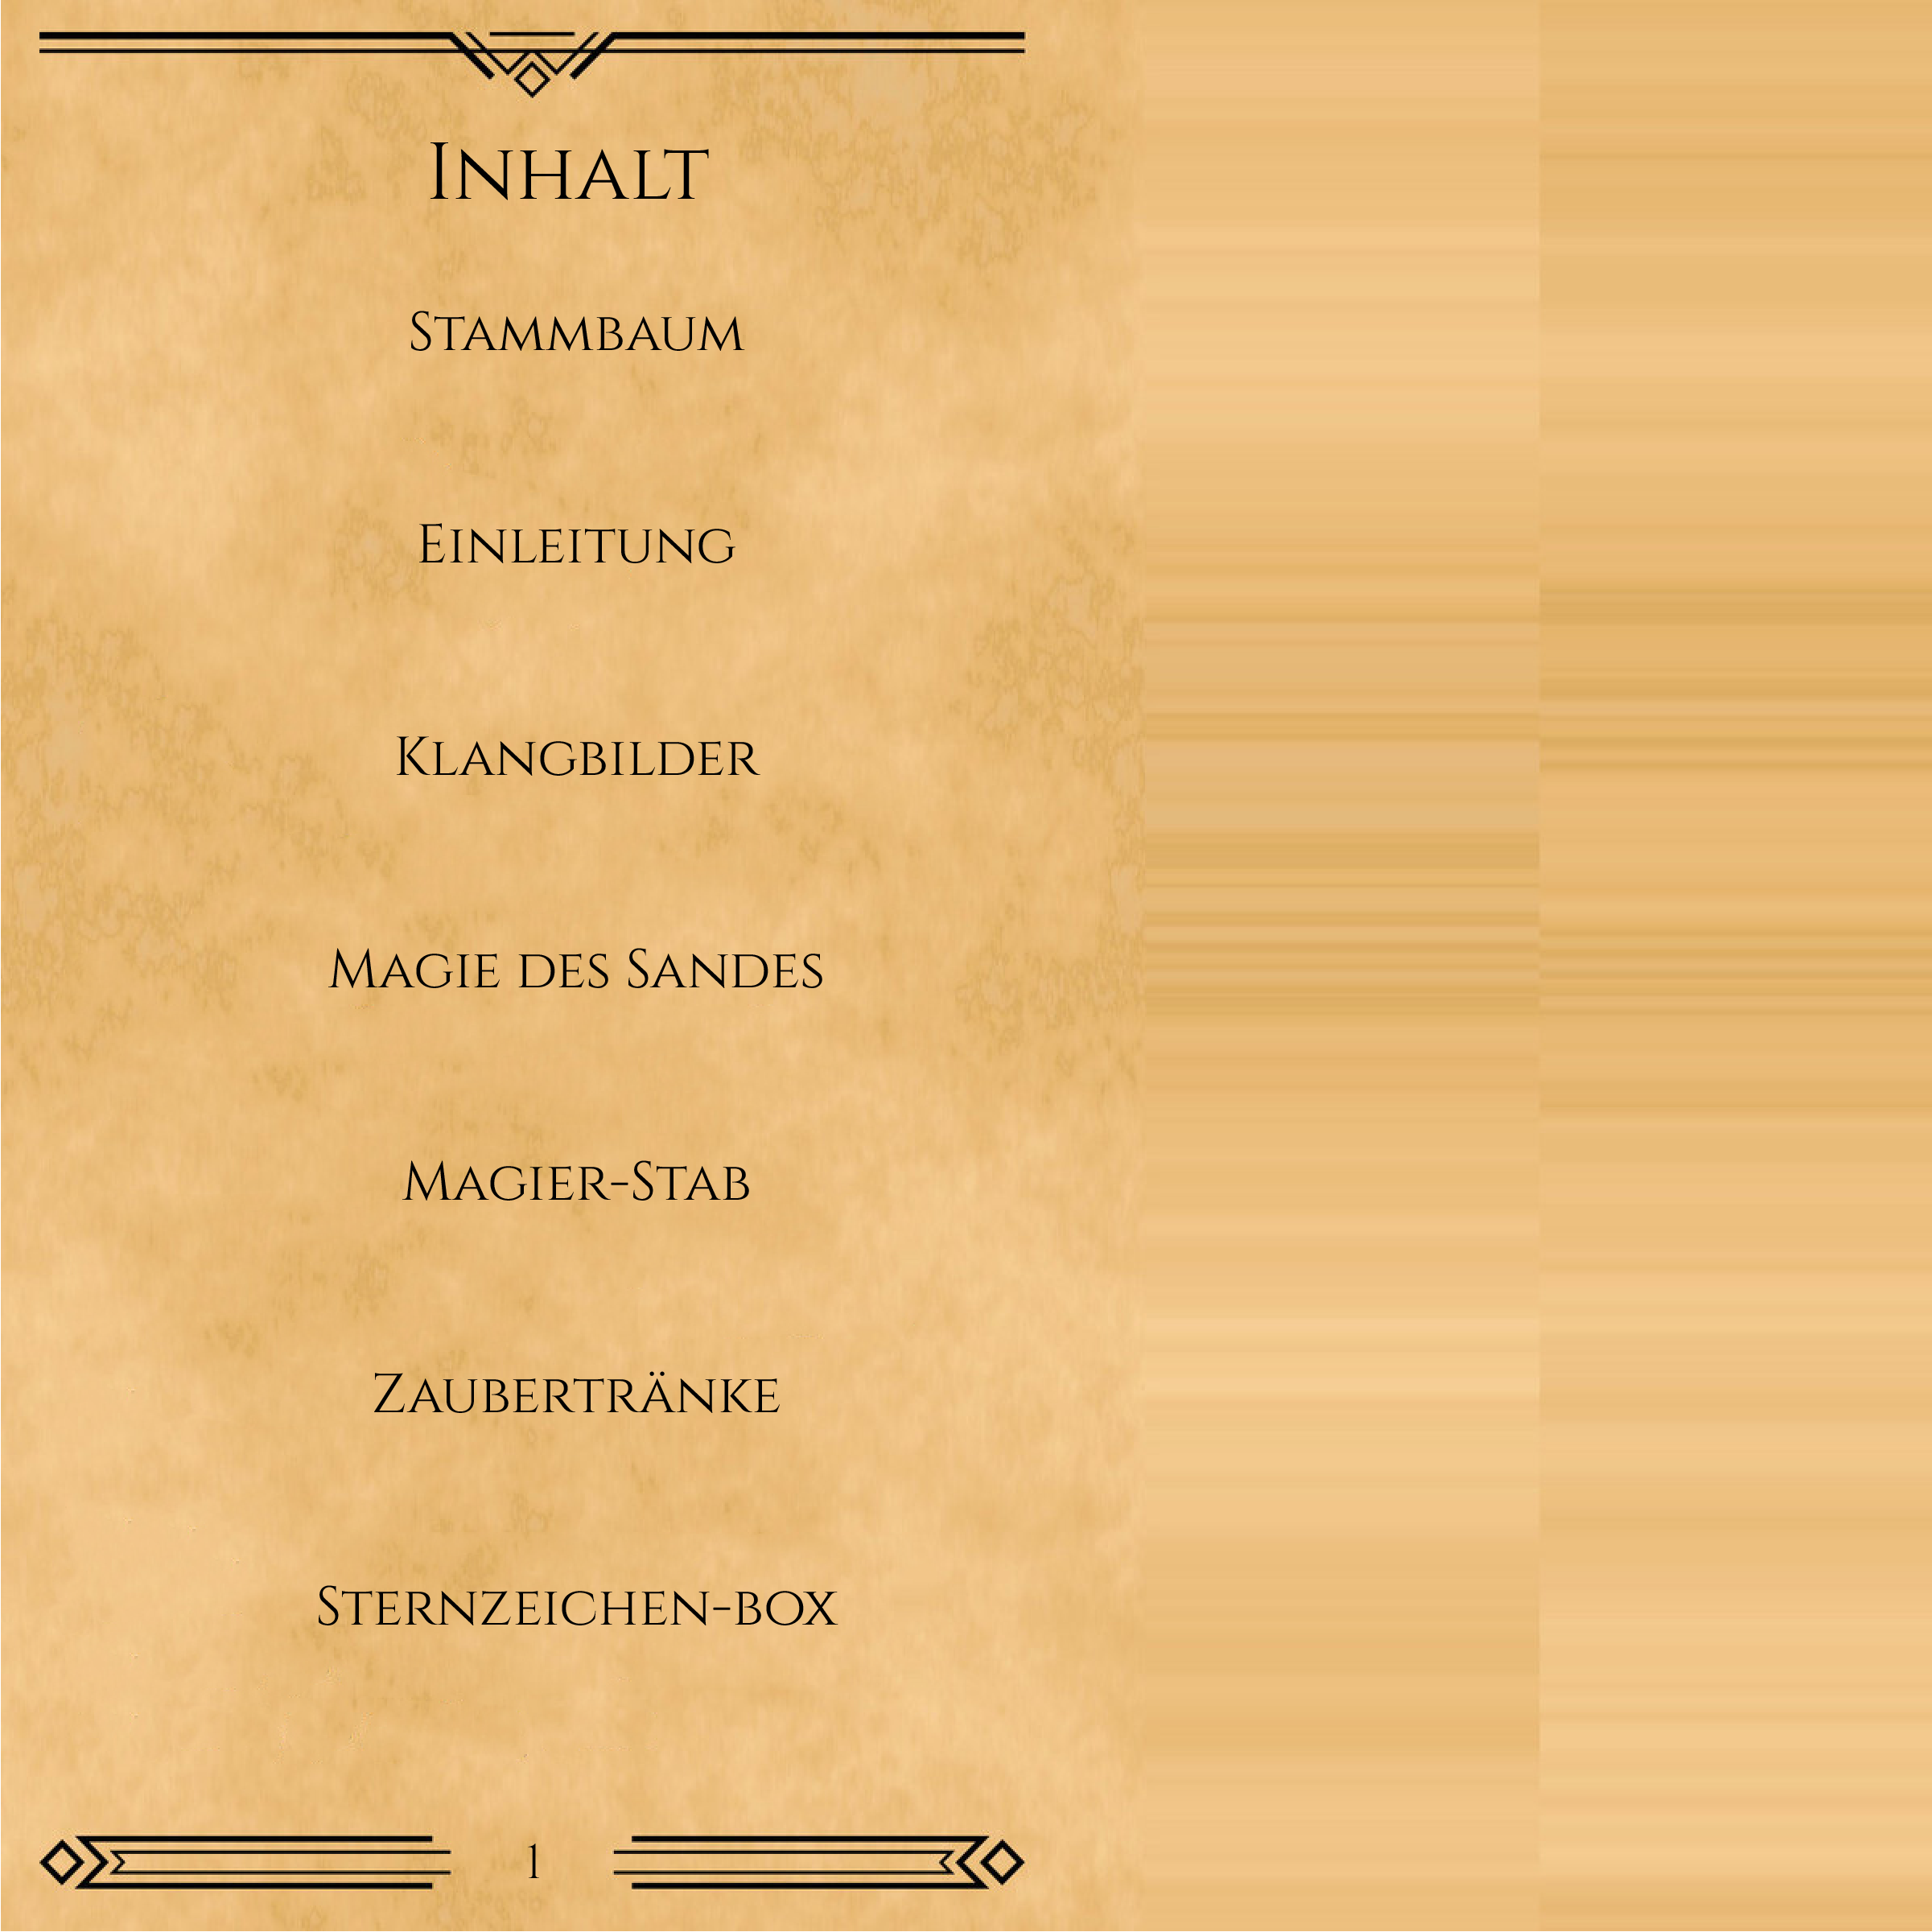 Inhalt
Stammbaum
Einleitung
Klangbilder
Magie des Sandes
Magier-Stab
Zaubertränke
Sternzeichen-box
1